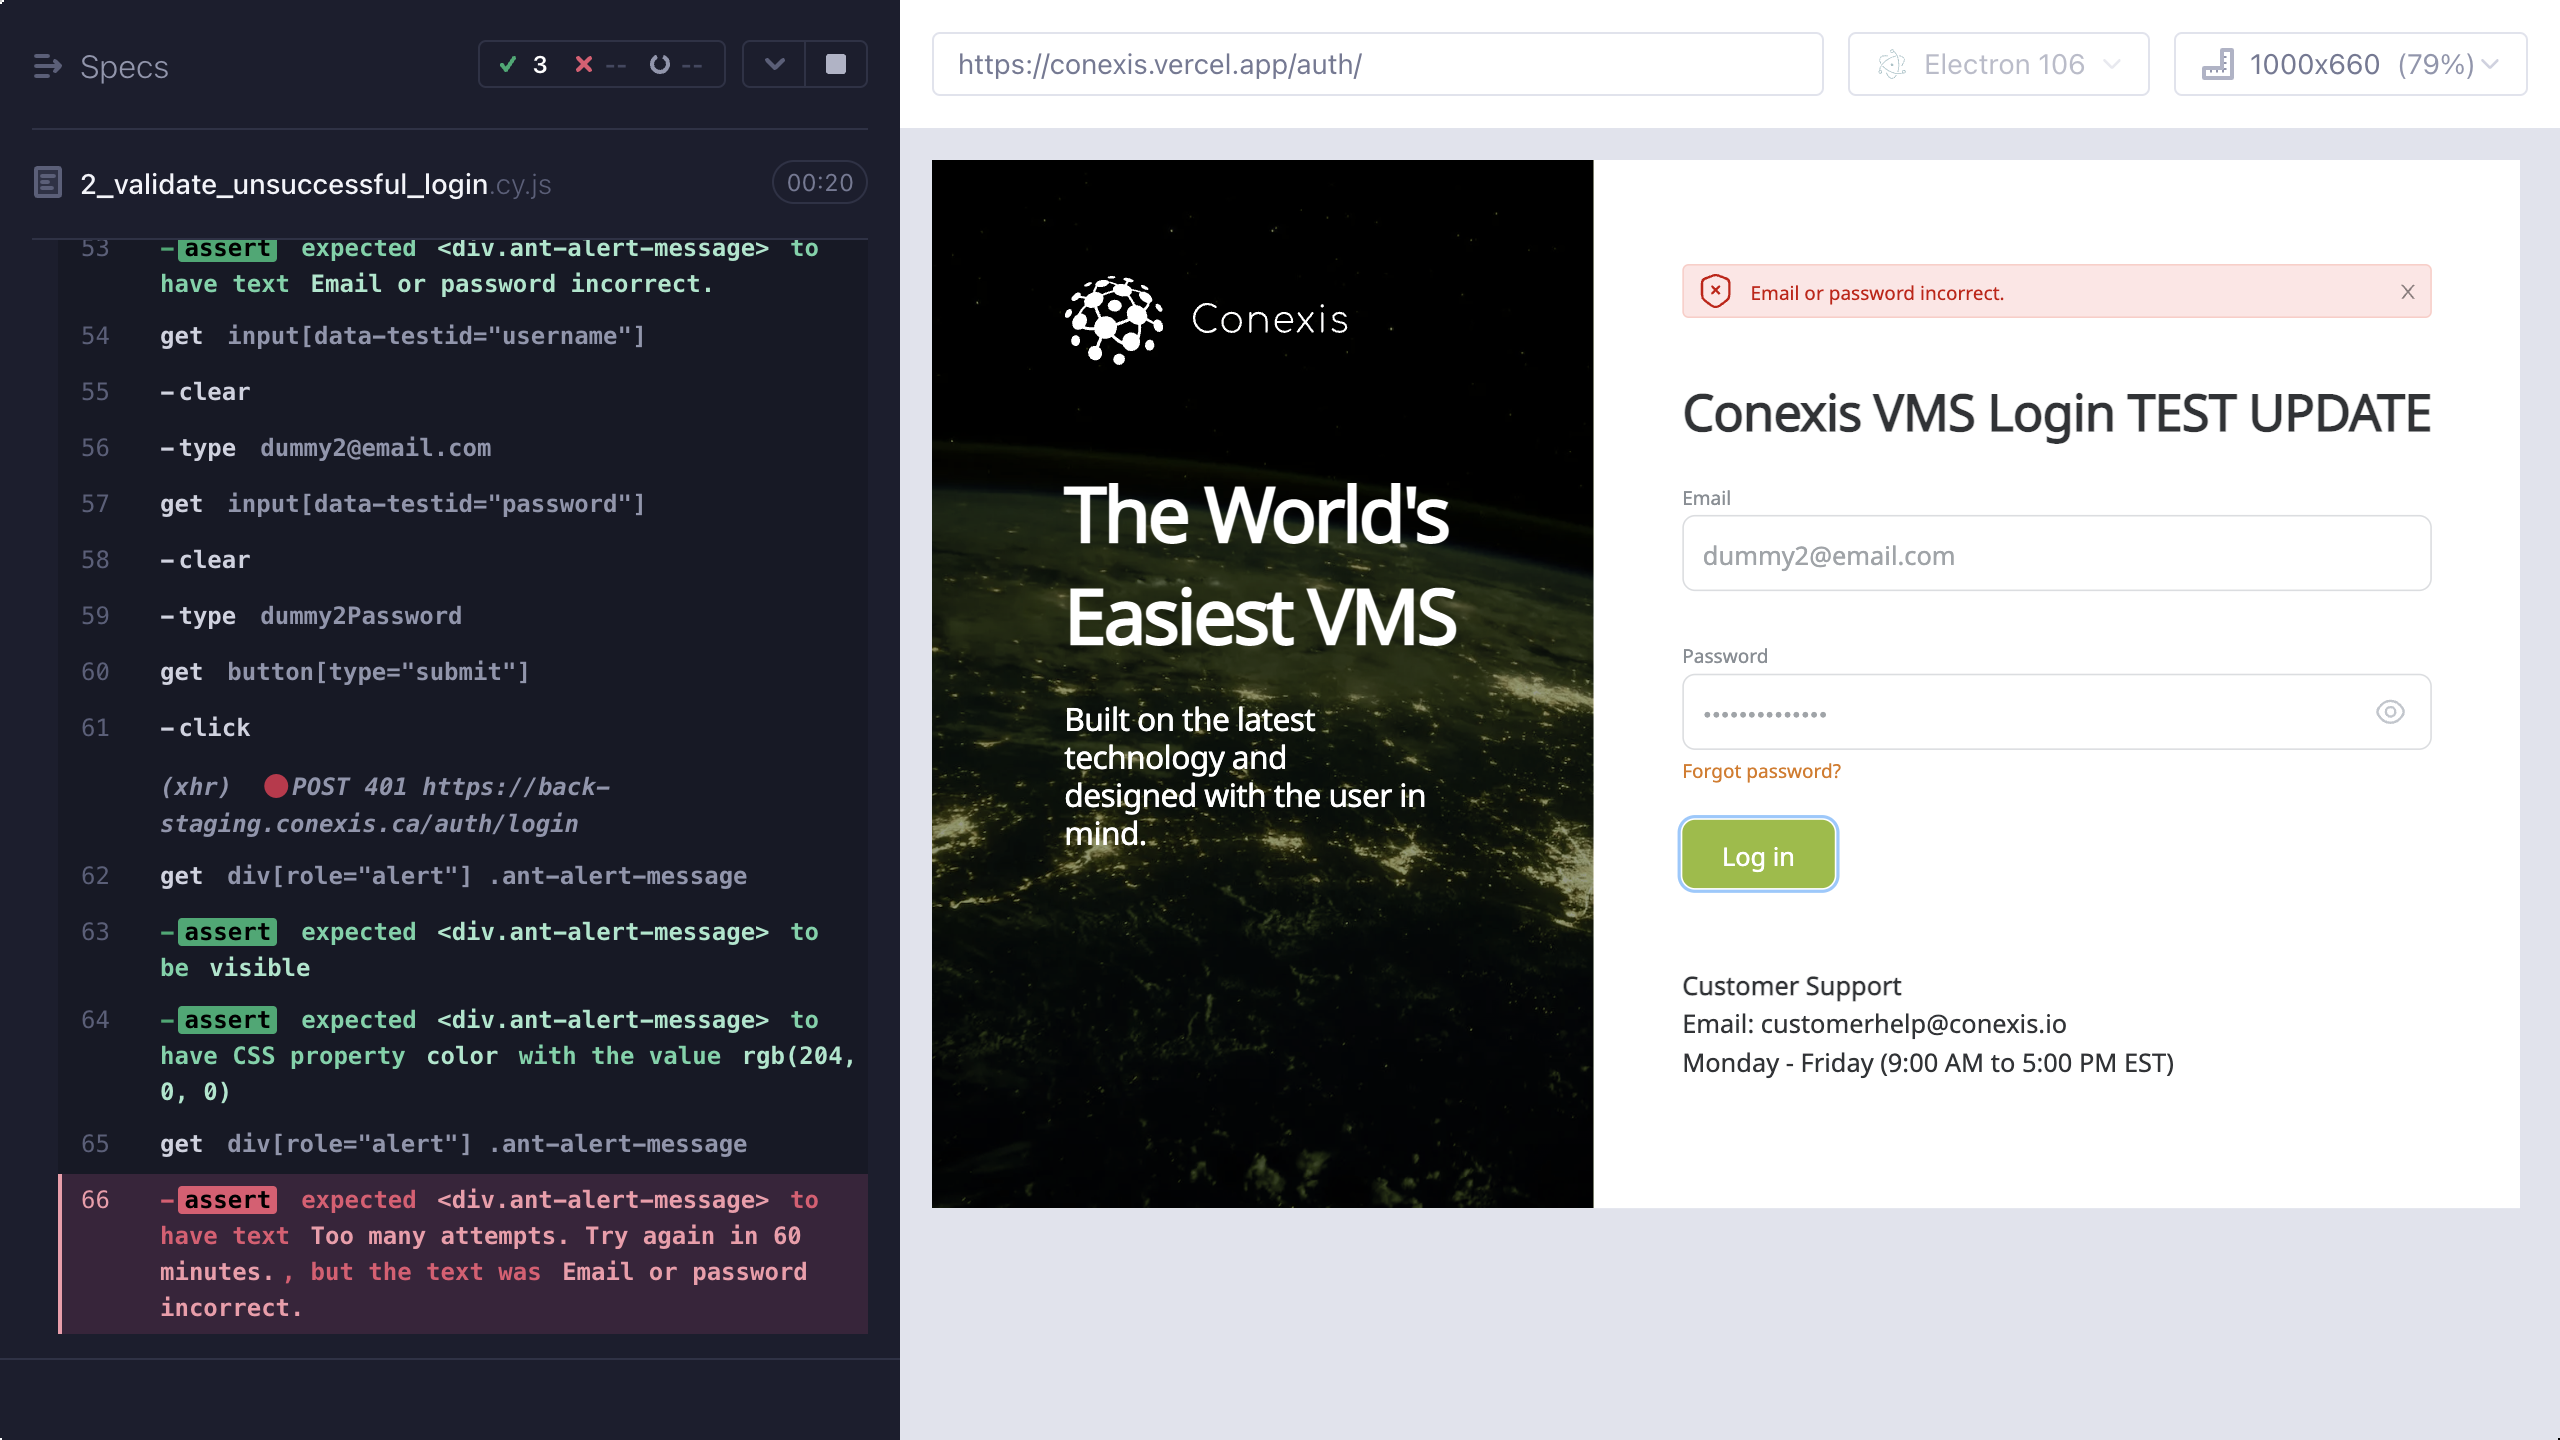 Specs
3
--
--
2_validate_unsuccessful_login.cy.js
00:20
53 -assert expected <div.ant-alert-message> to
have text Email or password incorrect.
54 get input[data-testid="username"]
55 -clear
56 -type dummy2@email.com
57 get input[data-testid="password"]
58 -clear
59 -type dummy2Password
60 get button[type="submit"]
61 -click
(xhr) POST 401 https://back-
staging.conexis.ca/auth/login
62 get div[role="alert"] .ant-alert-message
63 -assert expected <div.ant-alert-message> to
be visible
64 -assert expected <div.ant-alert-message> to
have CSS property color with the value rgb(204,
0, 0)
65 get div[role="alert"] .ant-alert-message
66 -assert expected <div.ant-alert-message> to
have text Too many attempts. Try again in 60
minutes., but the text was Email or password
incorrect.
https://conexis.vercel.app/auth/
Electron 106
1000x660 (79%)
Conexis
The World's
Easiest VMS
Built on the latest
technology and
designed with the user in
mind.
Email or password incorrect.
Conexis VMS Login TEST UPDATE
Email
dummy2@email.com
Password
••••••••••••••
Forgot password?
Log in
Customer Support
Email: customerhelp@conexis.io
Monday - Friday (9:00 AM to 5:00 PM EST)